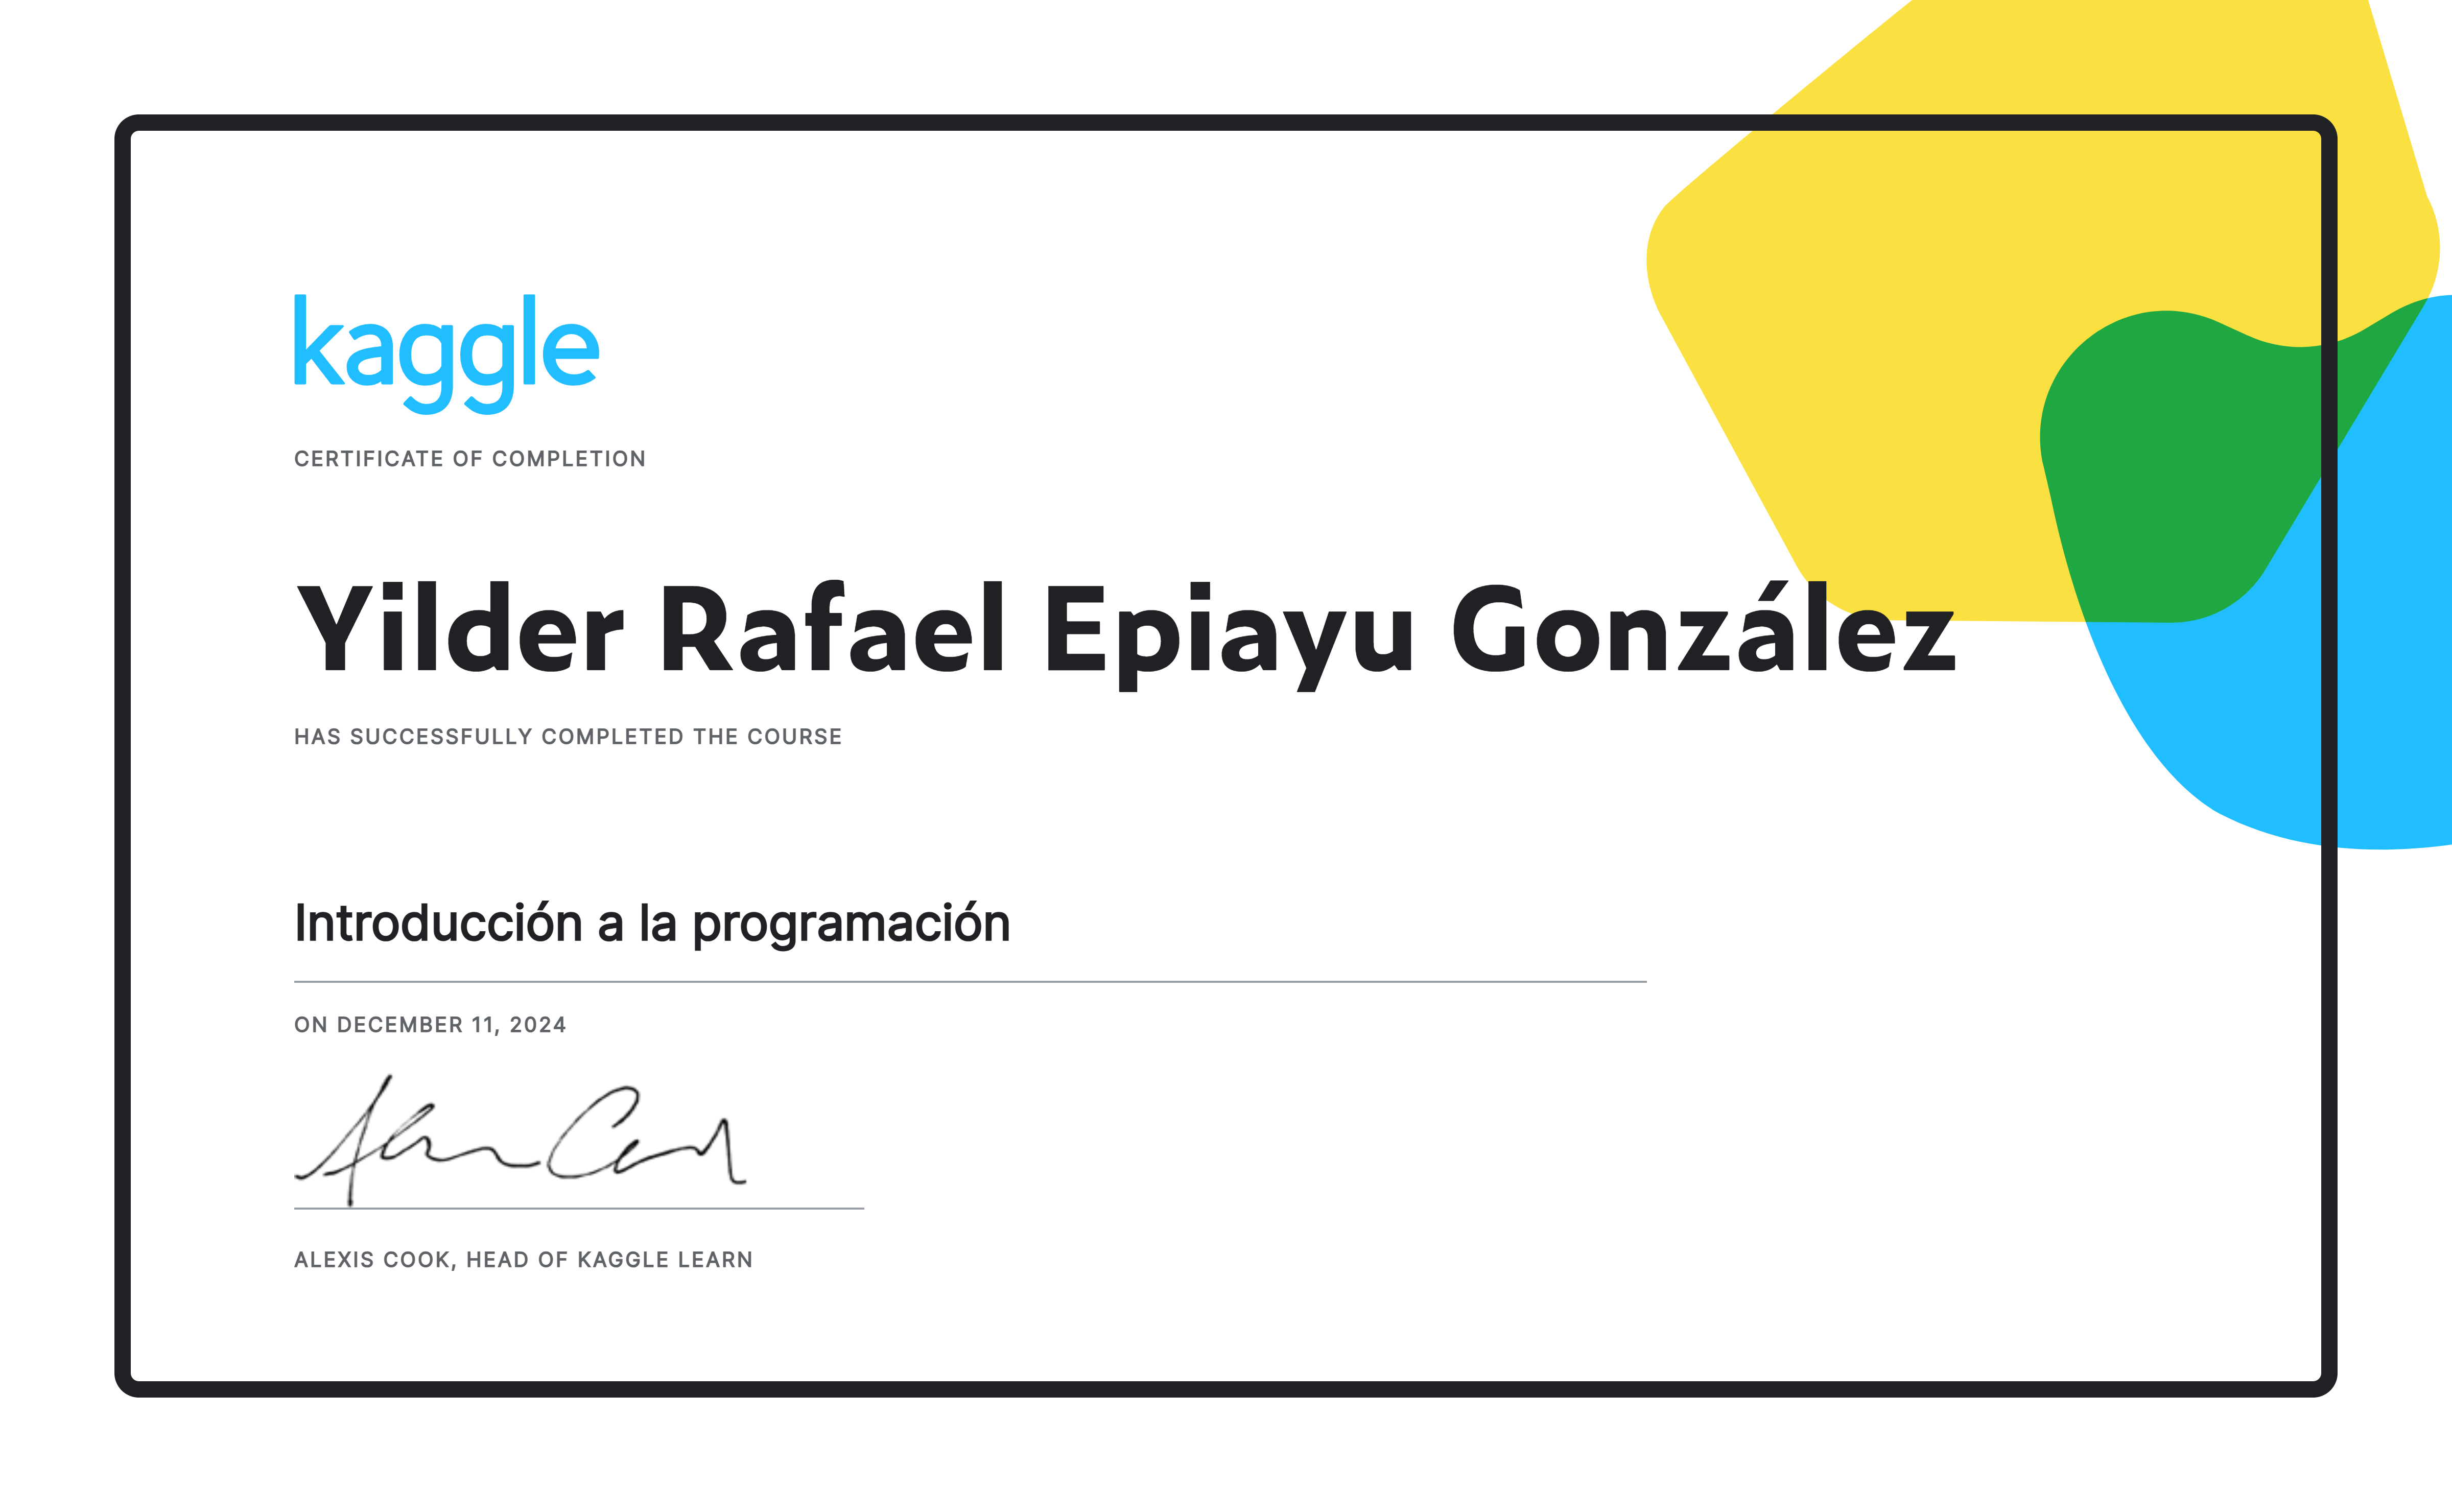 kaggle
CERTIFICATE OF COMPLETION
Yilder Rafael Epiayu González
HAS SUCCESSFULLY COMPLETED THE COURSE
Introducción a la programación
ON DECEMBER 11, 2024
ALEXIS COOK, HEAD OF KAGGLE LEARN